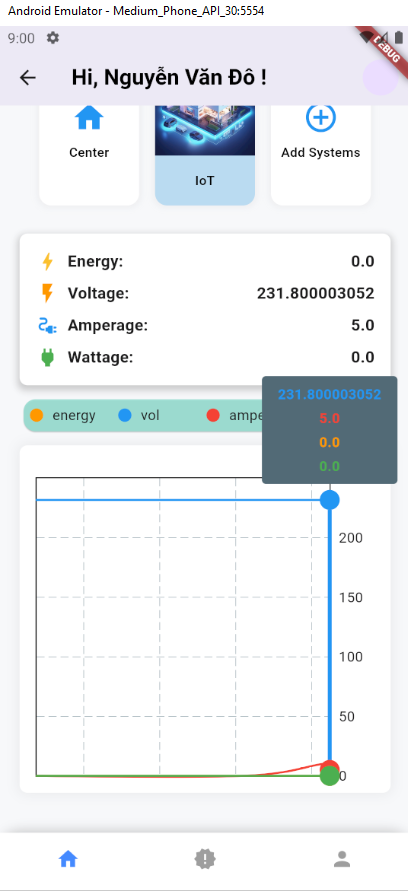 Android Emulator - Medium_Phone_API_30:5554
9:00
DEBUG
Hi, Nguyễn Văn Đô !
Center
IoT
Add Systems
Energy: 0.0
Voltage: 231.800003052
Amperage: 5.0
Wattage: 0.0
energy vol ampe
231.800003052
5.0
0.0
0.0
200
150
100
50
0